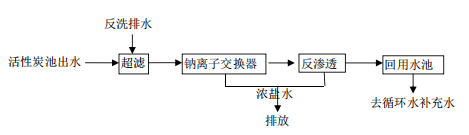 反洗排水
活性炭池出水
超滤
钠离子交换器
反渗透
回用水池
浓盐水
排放
去循环水补充水